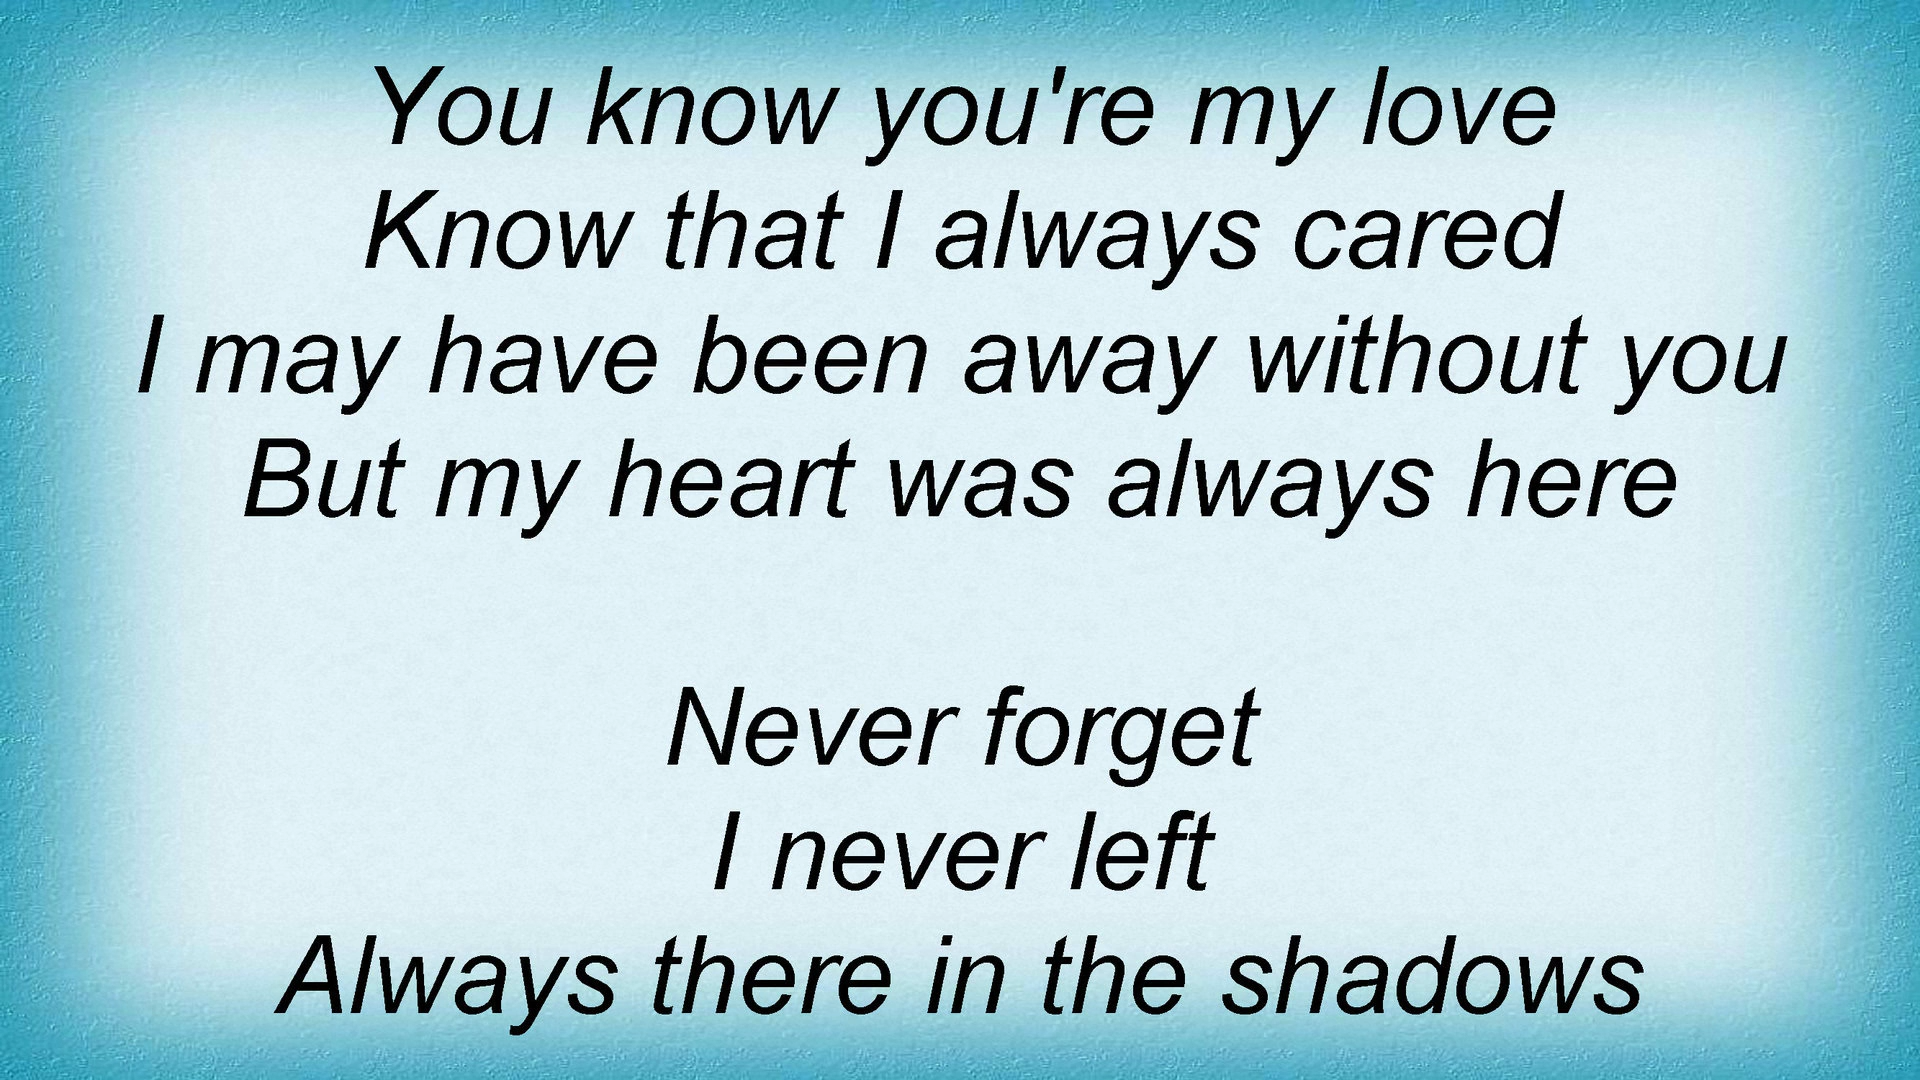 You know you're my love
Know that I always cared
I may have been away without you
But my heart was always here
Never forget
I never left
Always there in the shadows